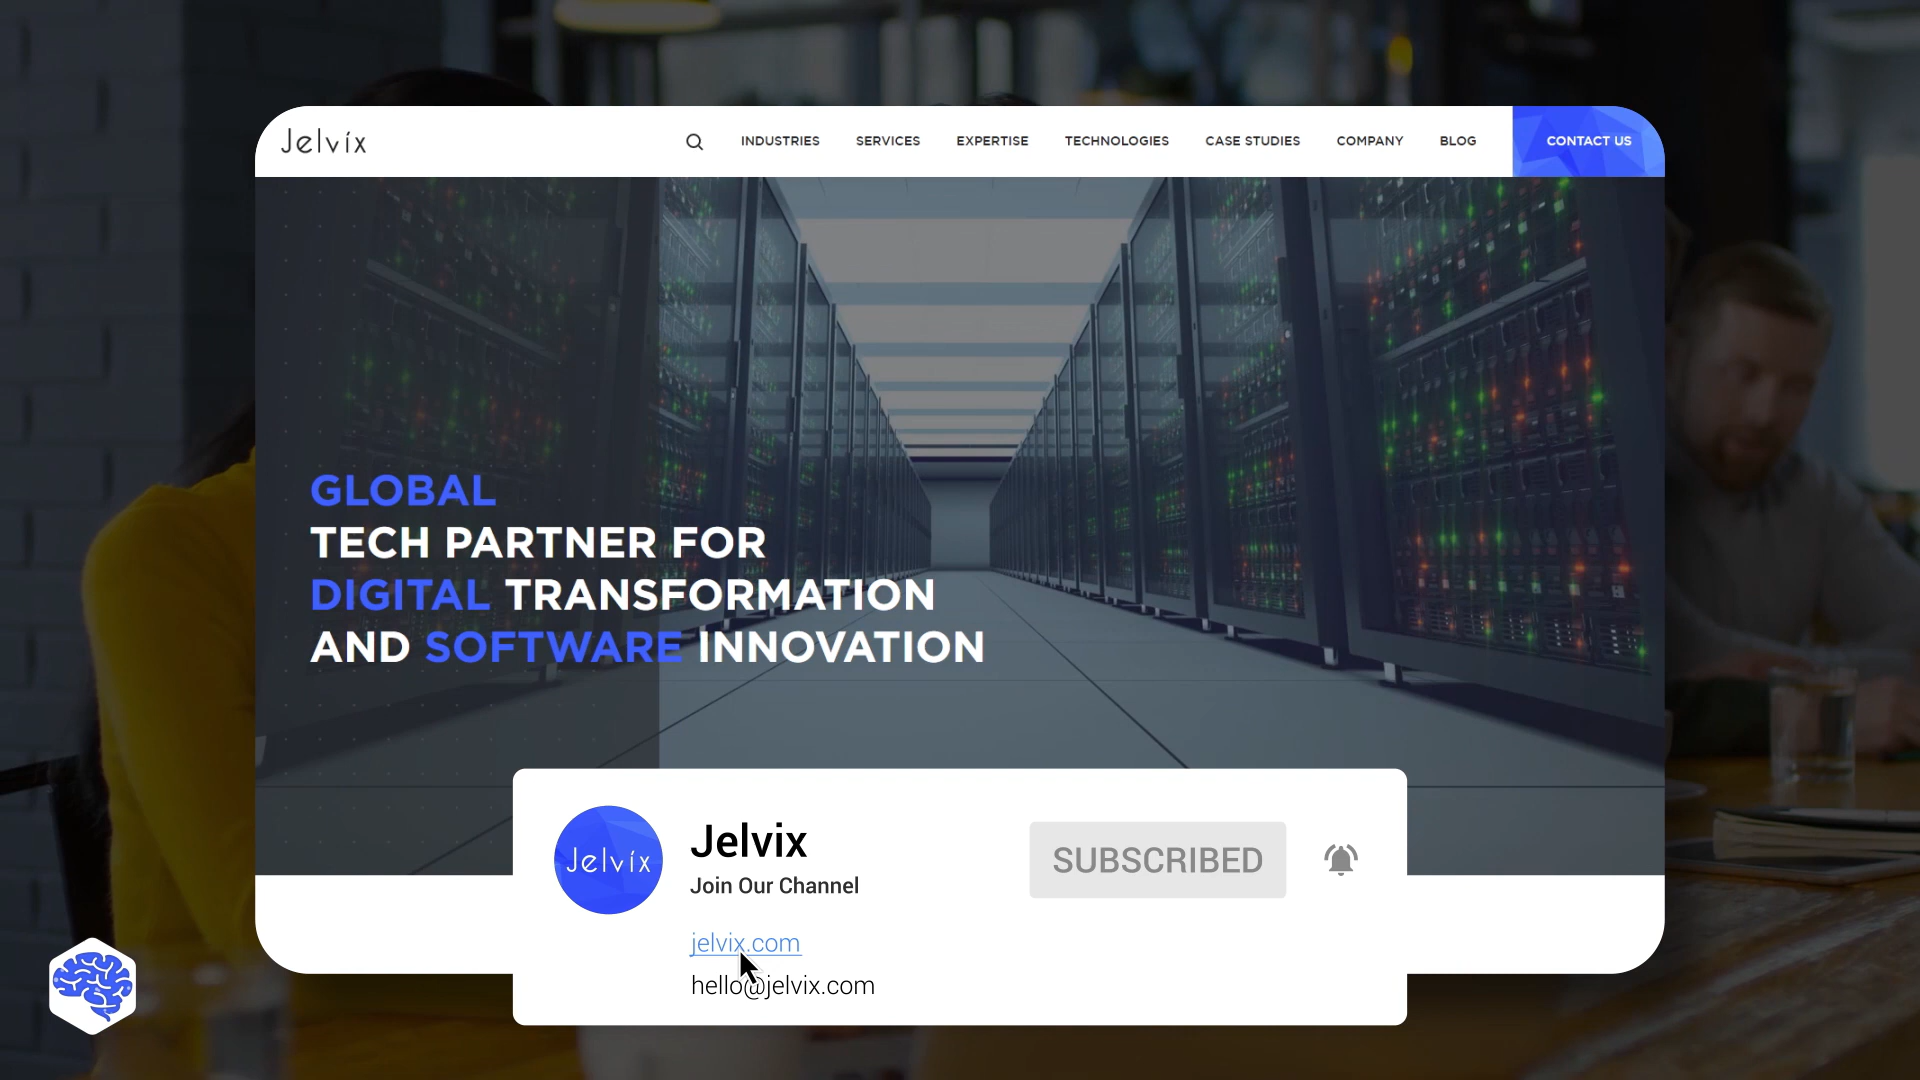 Jelvix
INDUSTRIES SERVICES EXPERTISE TECHNOLOGIES CASE STUDIES COMPANY BLOG CONTACT US
GLOBAL
TECH PARTNER FOR
DIGITAL TRANSFORMATION
AND SOFTWARE INNOVATION
Jelvix
Jelvix
Join Our Channel
SUBSCRIBED
jelvix.com
hello@jelvix.com